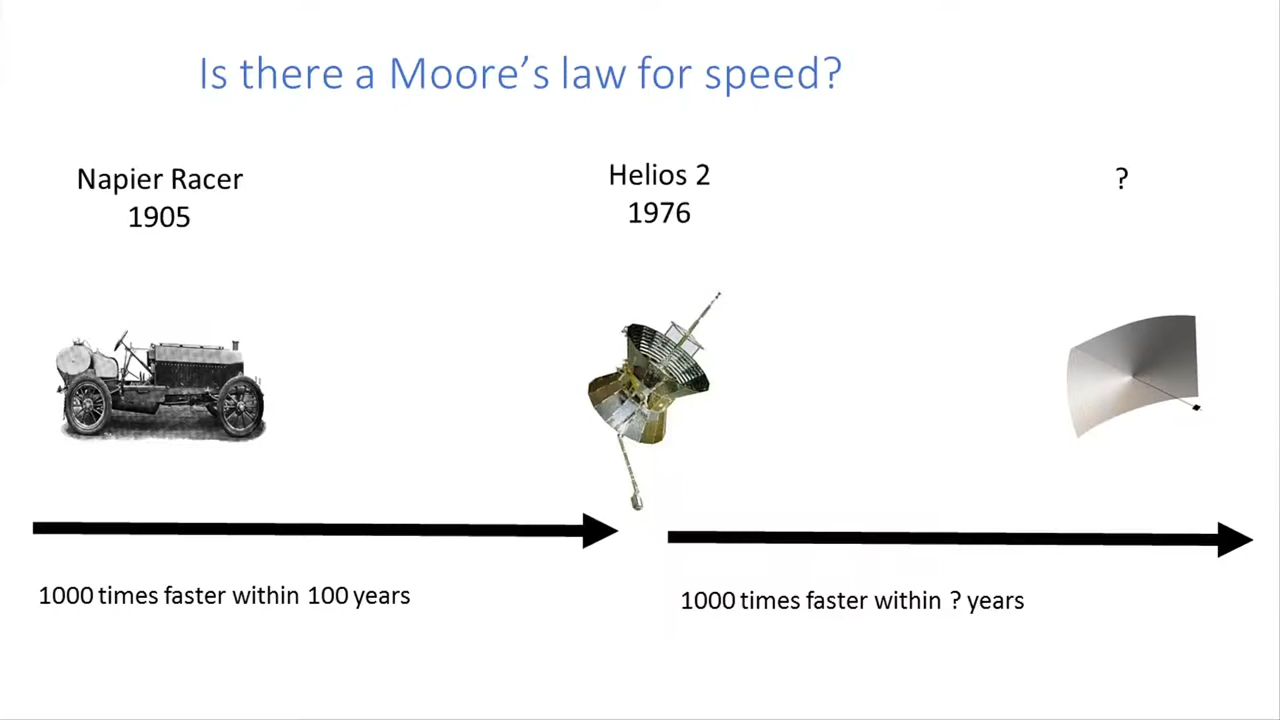 Is there a Moore's law for speed?
Napier Racer
1905
Helios 2
1976
?
1000 times faster within 100 years
1000 times faster within ? years